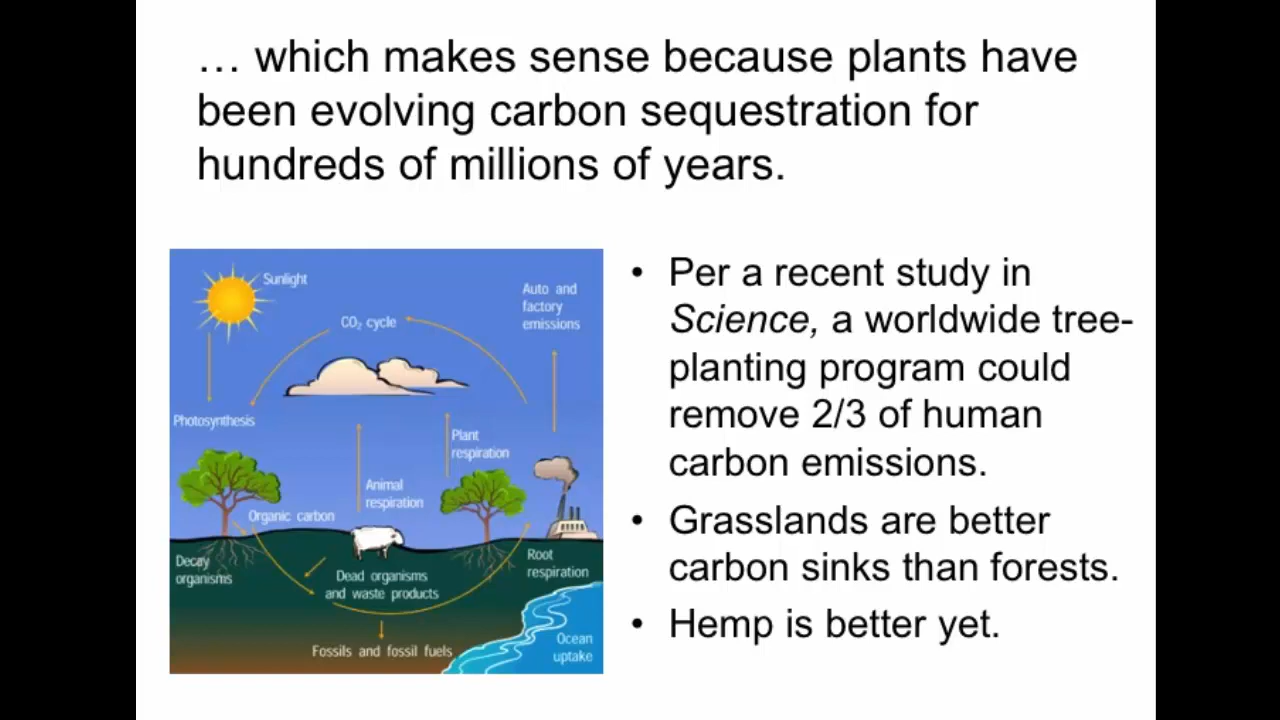 … which makes sense because plants have
been evolving carbon sequestration for
hundreds of millions of years.
Sunlight
Auto and
factory
emissions
CO₂ cycle
Photosynthesis
Plant
respiration
Animal
respiration
Organic carbon
Decay
organisms
Dead organisms
and waste products
Root
respiration
Fossils and fossil fuels
Ocean
uptake
• Per a recent study in
Science, a worldwide tree-
planting program could
remove 2/3 of human
carbon emissions.
• Grasslands are better
carbon sinks than forests.
• Hemp is better yet.